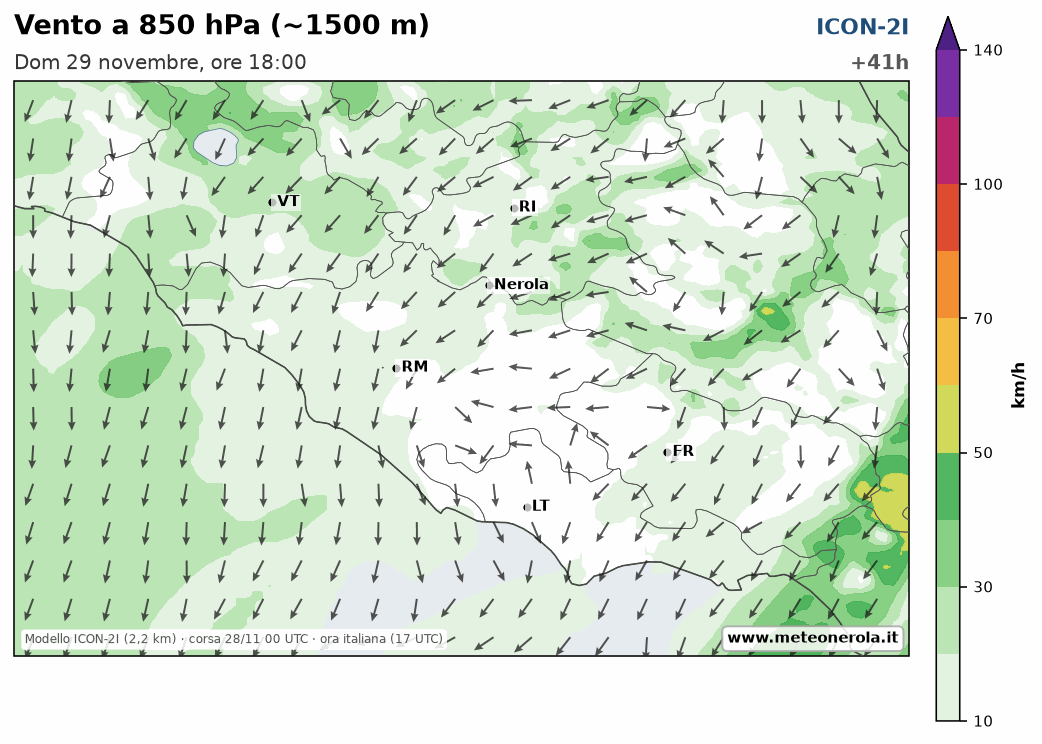 Vento a 850 hPa (~1500 m)
ICON-2I
Dom 29 novembre, ore 18:00
+41h
VT
RI
Nerola
RM
FR
LT
Modello ICON-2I (2,2 km) · corsa 28/11 00 UTC · ora italiana (17 UTC)
www.meteonerola.it
140
100
70
50
30
10
km/h